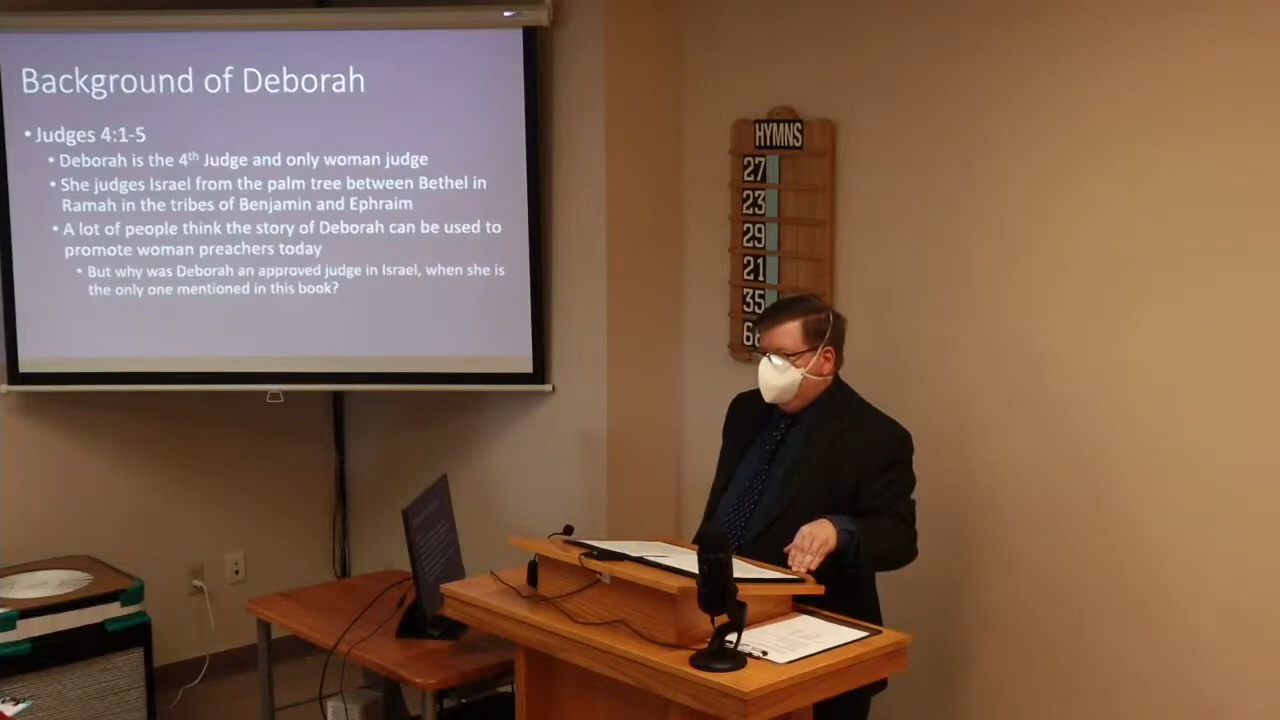 Background of Deborah
• Judges 4:1-5
• Deborah is the 4th Judge and only woman judge
• She judges Israel from the palm tree between Bethel in
Ramah in the tribes of Benjamin and Ephraim
• A lot of people think the story of Deborah can be used to
promote woman preachers today
• But why was Deborah an approved judge in Israel, when she is
the only one mentioned in this book?
HYMNS
27
23
29
21
35